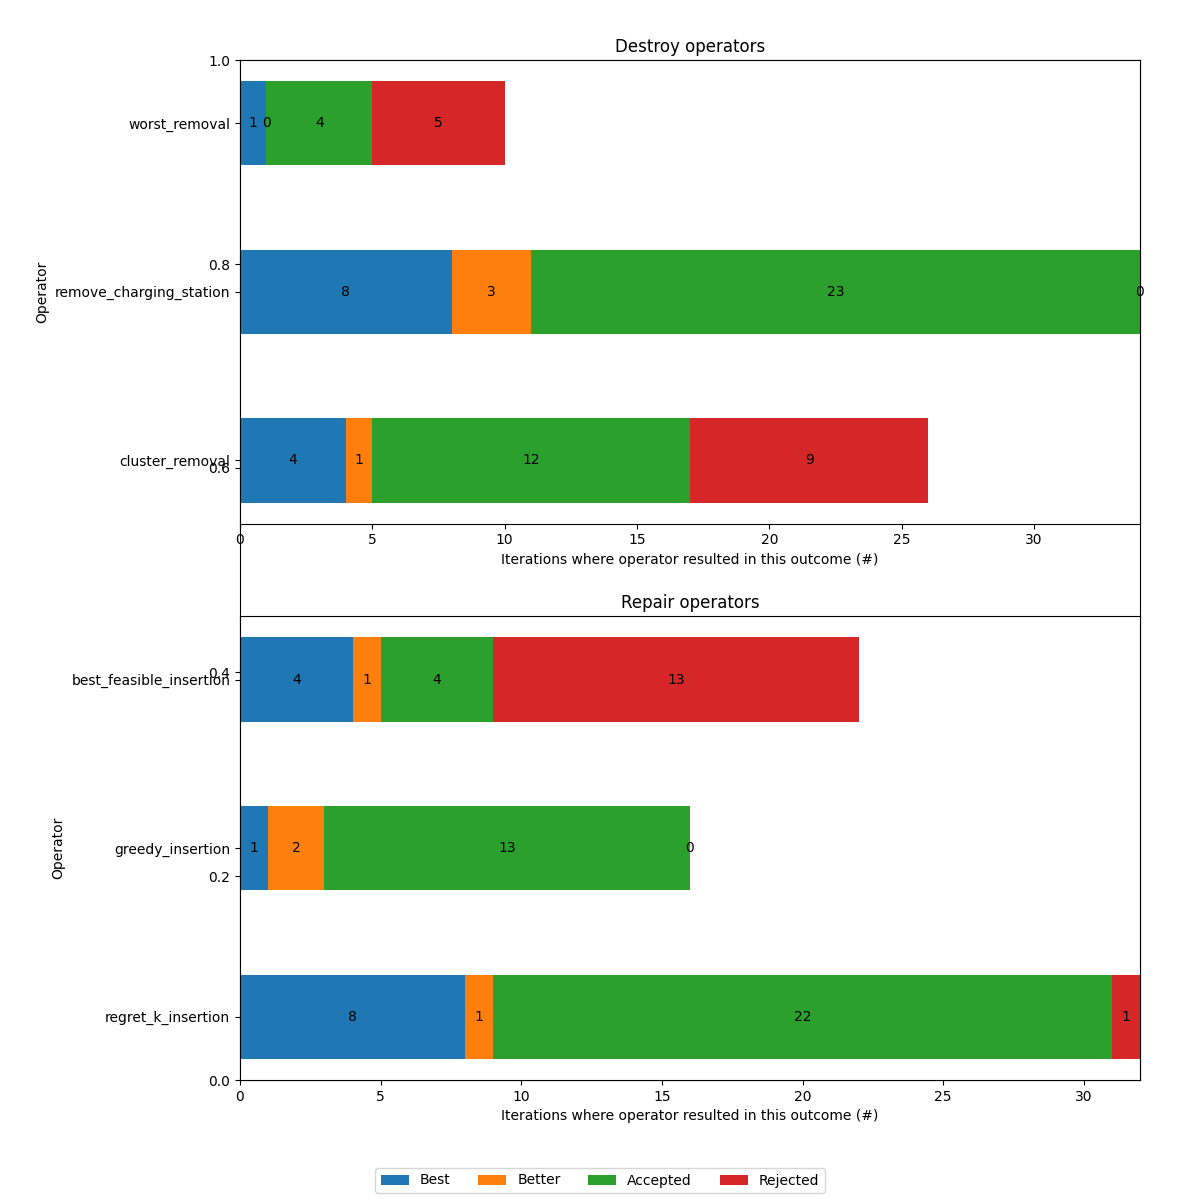 Destroy operators
1.0
worst_removal
1 0 4 5
0.8
Operator
remove_charging_station
8 3 23 0
cluster_removal
4 1 12 9
0.6
0 5 10 15 20 25 30
Iterations where operator resulted in this outcome (#)
Repair operators
0.4
best_feasible_insertion
4 1 4 13
Operator
greedy_insertion
1 2 13 0
0.2
regret_k_insertion
8 1 22 1
0.0
0 5 10 15 20 25 30
Iterations where operator resulted in this outcome (#)
Best Better Accepted Rejected